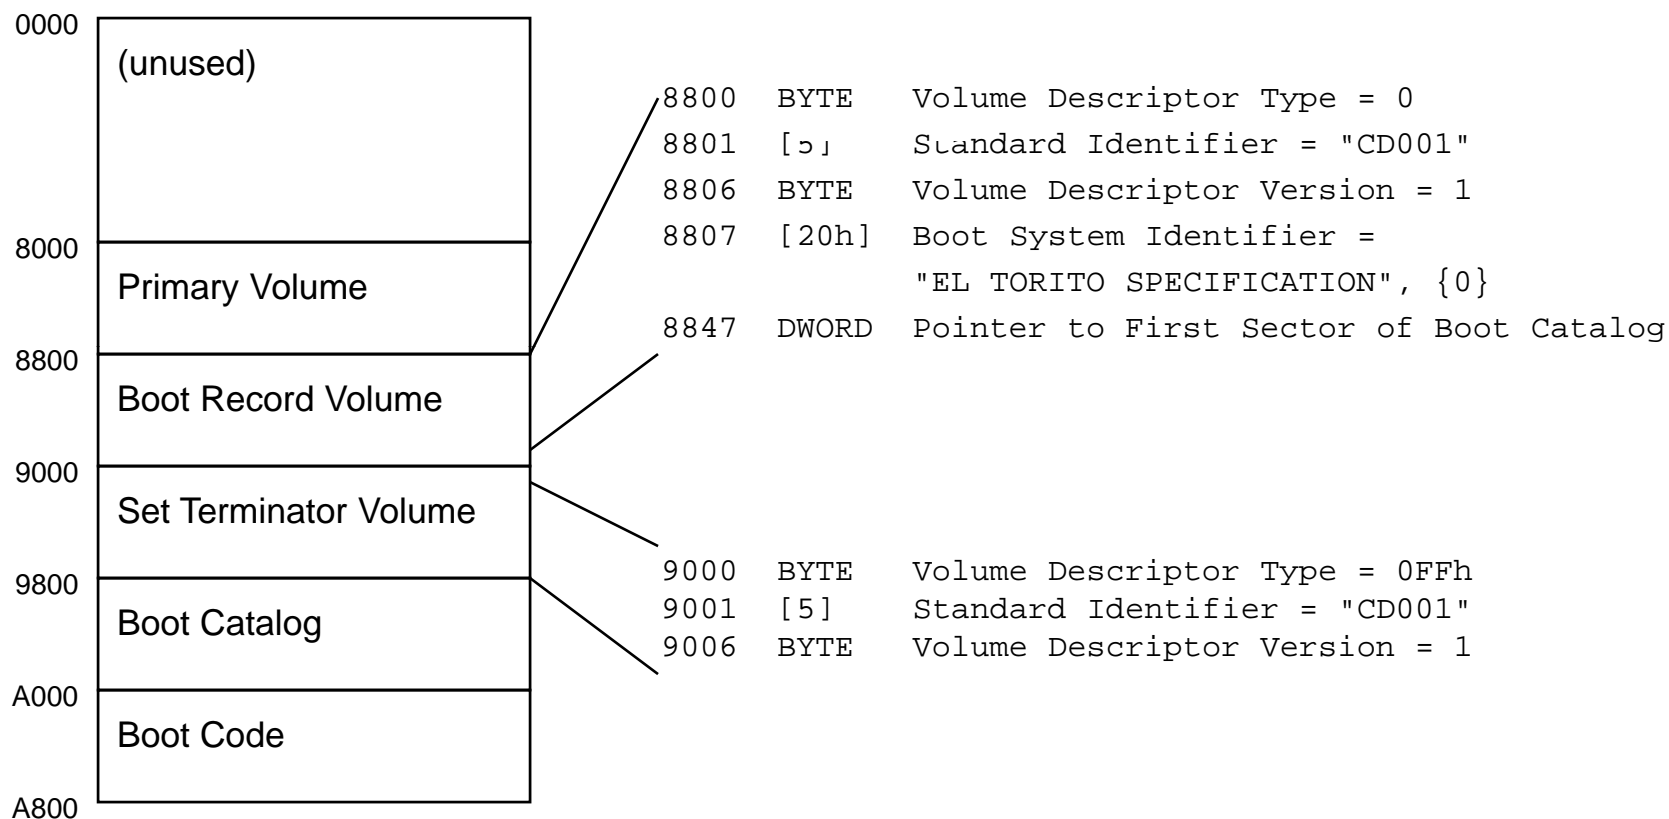 0000
(unused)
8000
Primary Volume
8800
Boot Record Volume
9000
Set Terminator Volume
9800
Boot Catalog
A000
Boot Code
A800
8800 BYTE Volume Descriptor Type = 0
8801 [5] Standard Identifier = "CD001"
8806 BYTE Volume Descriptor Version = 1
8807 [20h] Boot System Identifier =
"EL TORITO SPECIFICATION", {0}
8847 DWORD Pointer to First Sector of Boot Catalog
9000 BYTE Volume Descriptor Type = 0FFh
9001 [5] Standard Identifier = "CD001"
9006 BYTE Volume Descriptor Version = 1